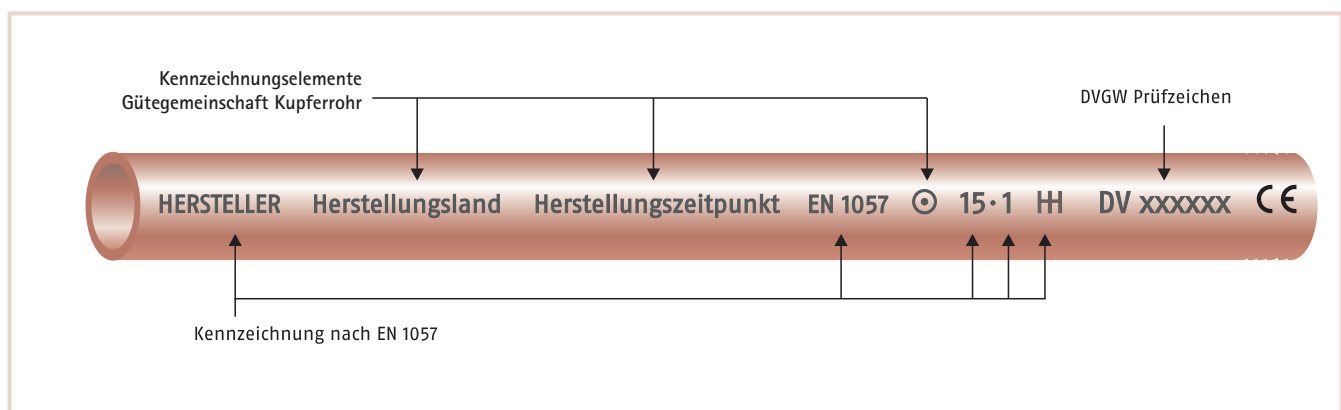 Kennzeichnungselemente
Gütegemeinschaft Kupferrohr
DVGW Prüfzeichen
HERSTELLER Herstellungsland Herstellungszeitpunkt EN 1057 ⊙ 15·1 HH DV xxxxxx CE
Kennzeichnung nach EN 1057